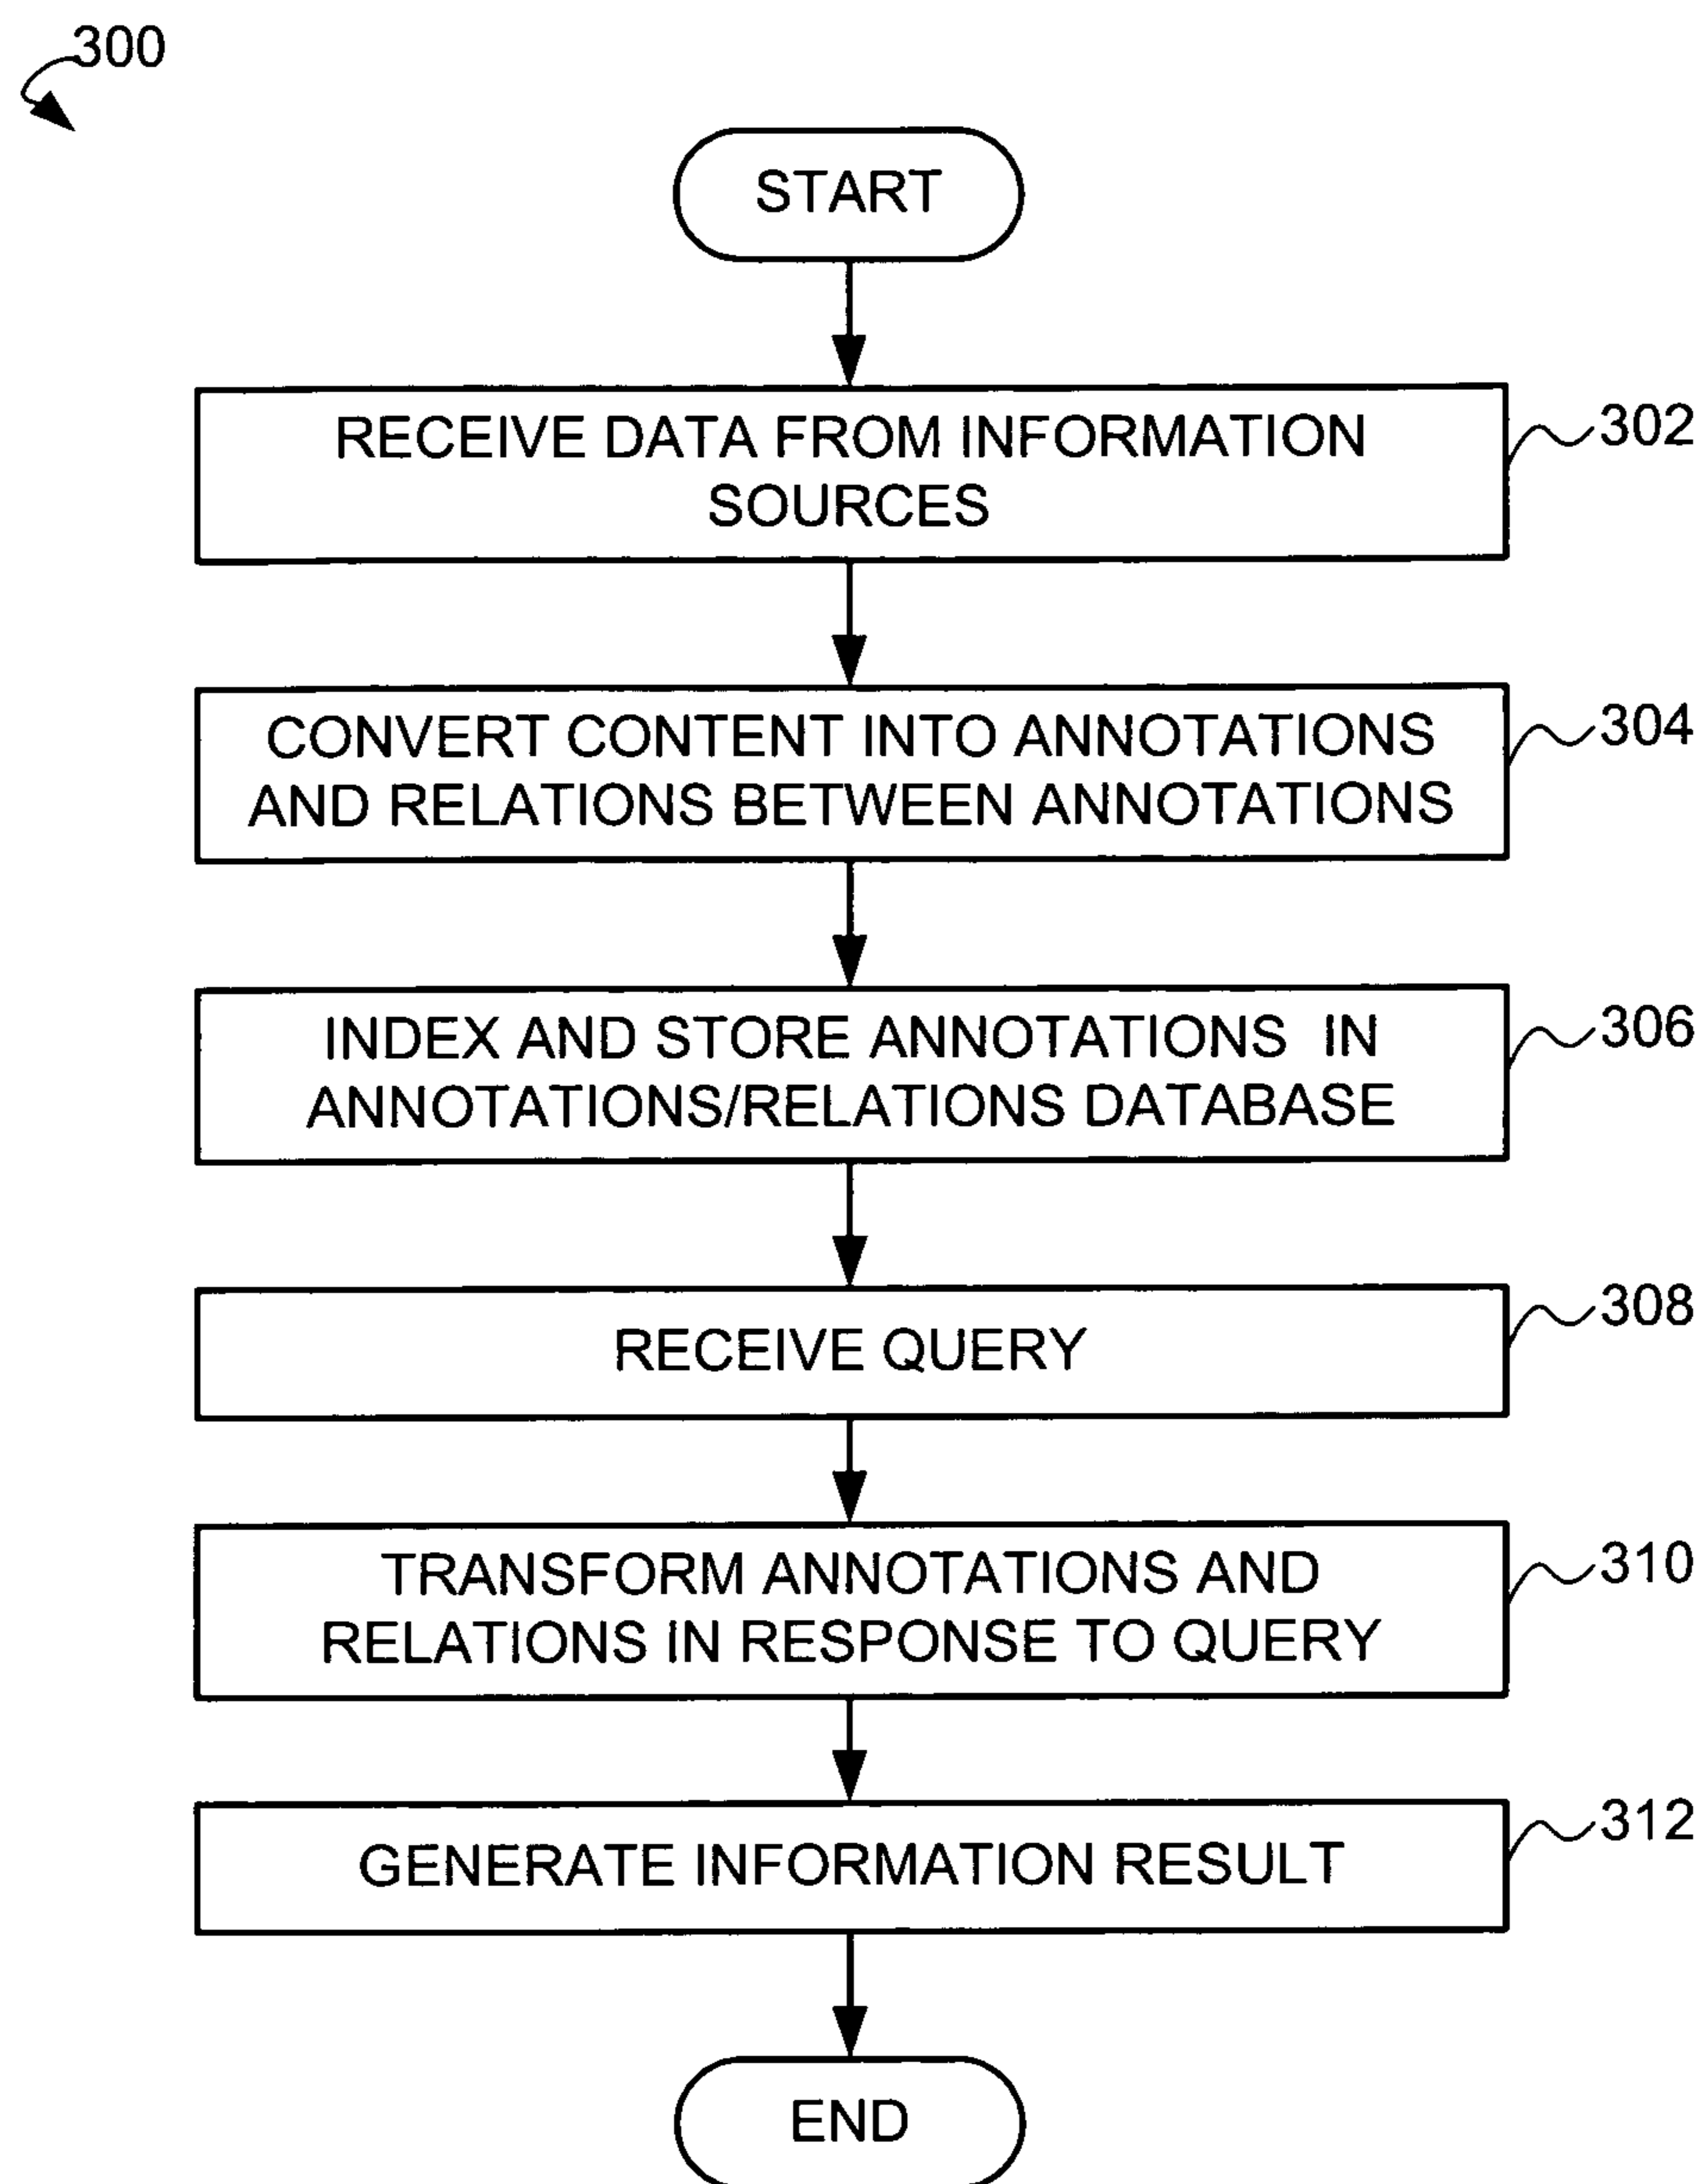 300
START
RECEIVE DATA FROM INFORMATION
SOURCES
302
CONVERT CONTENT INTO ANNOTATIONS
AND RELATIONS BETWEEN ANNOTATIONS
304
INDEX AND STORE ANNOTATIONS IN
ANNOTATIONS/RELATIONS DATABASE
306
RECEIVE QUERY
308
TRANSFORM ANNOTATIONS AND
RELATIONS IN RESPONSE TO QUERY
310
GENERATE INFORMATION RESULT
312
END